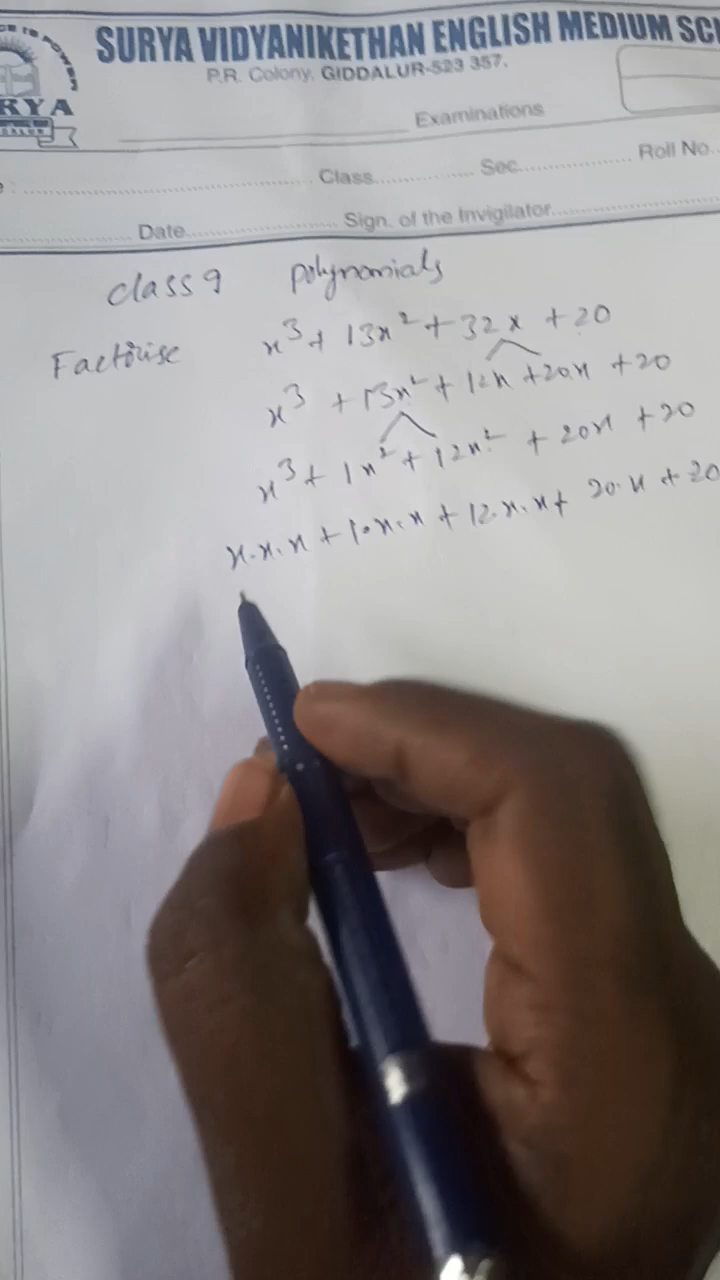 SURYA VIDYANIKETHAN ENGLISH MEDIUM SC
P.R. Colony, GIDDALUR-523 357.
RYA
Examinations
Class.............. Sec................. Roll No.
Date.................... Sign. of the Invigilator
class 9 polynomials
Factorise x³ + 13x² + 32x + 20
x³ + 13x² + 12x + 20x + 20
x³ + 1x² + 12x² + 20x + 20
x.x.x + 1.x.x + 12.x.x + 20.x + 20